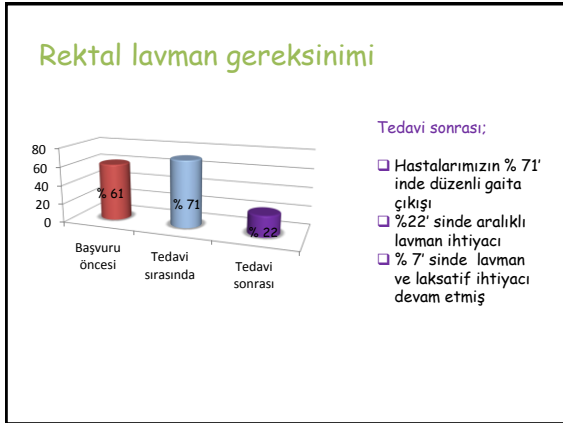 Rektal lavman gereksinimi
80
60
40
20
0
% 61
% 71
% 22
Başvuru
öncesi
Tedavi
sırasında
Tedavi
sonrası
Tedavi sonrası;
Hastalarımızın % 71'
inde düzenli gaita
çıkışı
%22' sinde aralıklı
lavman ihtiyacı
% 7' sinde lavman
ve laksatif ihtiyacı
devam etmiş